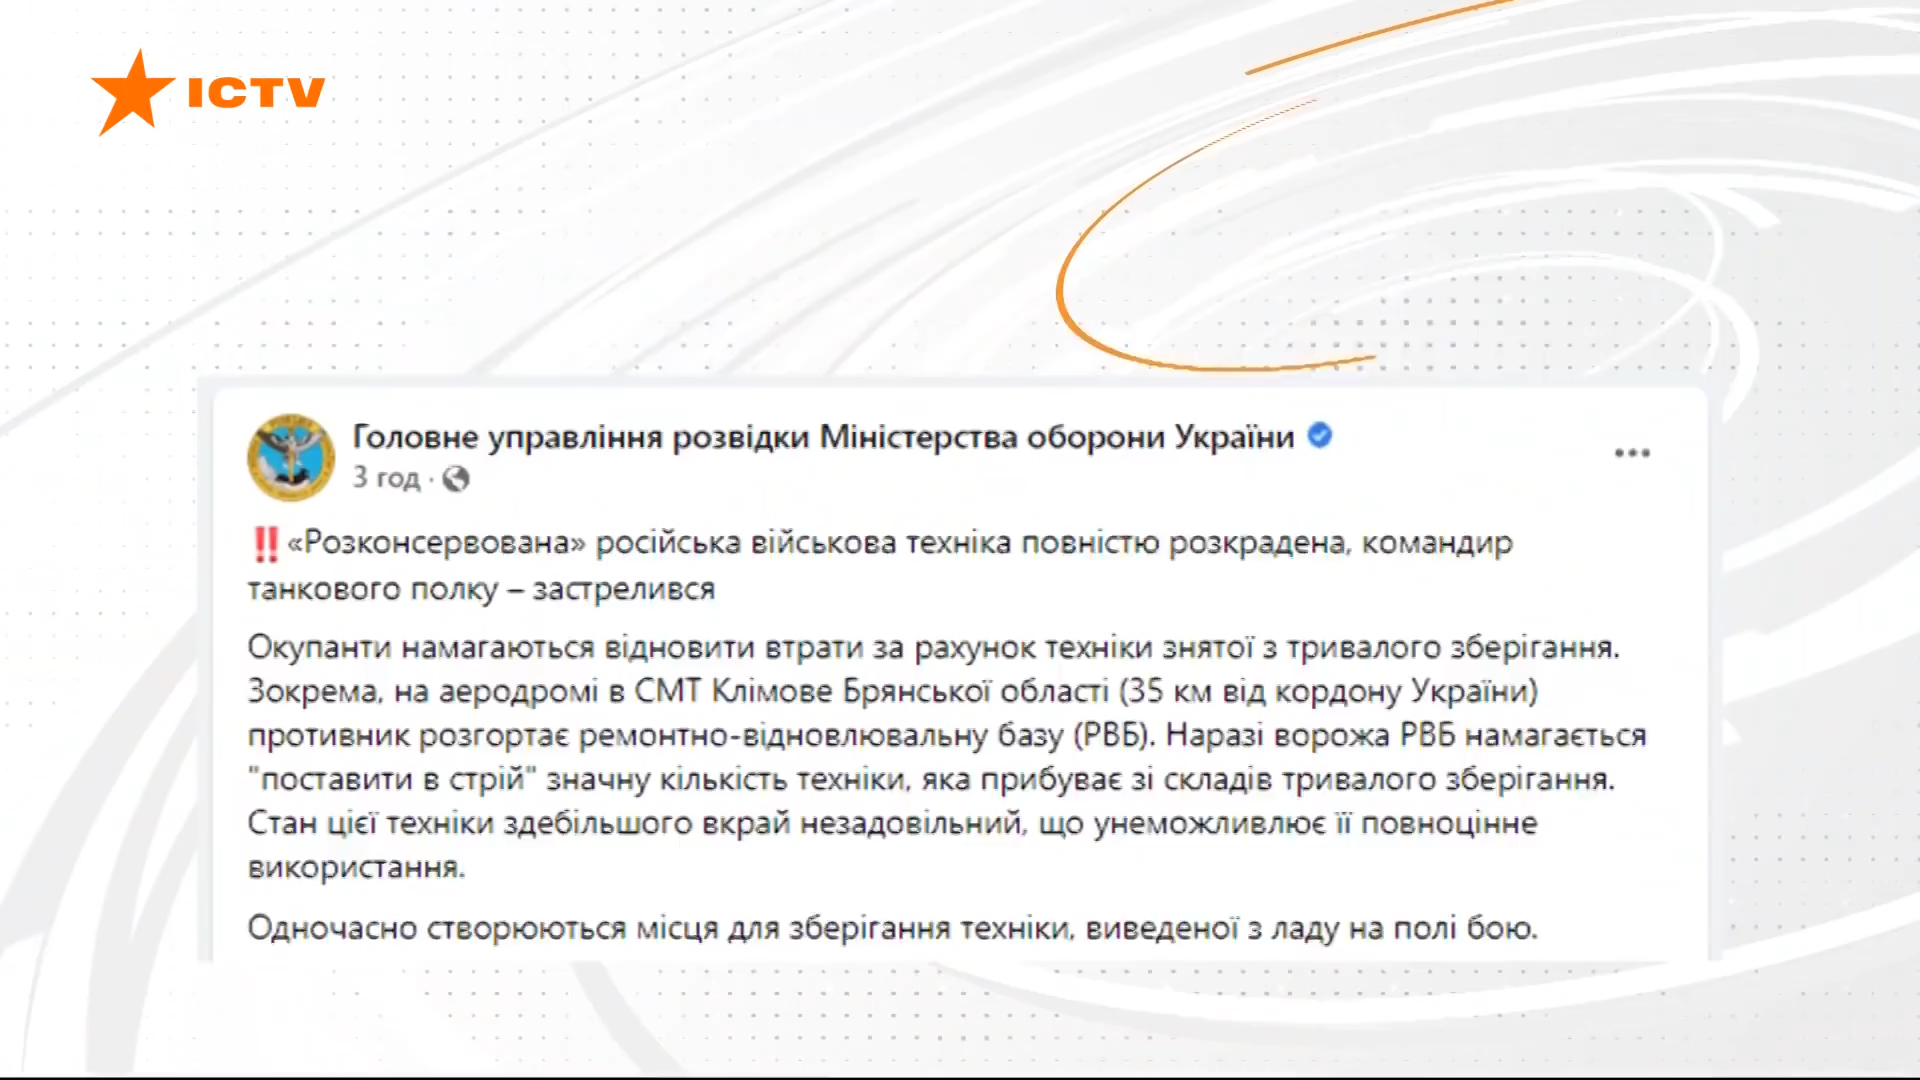 ICTV
Головне управління розвідки Міністерства оборони України
3 год ·
‼«Розконсервована» російська військова техніка повністю розкрадена, командир
танкового полку – застрелився
Окупанти намагаються відновити втрати за рахунок техніки знятої з тривалого зберігання.
Зокрема, на аеродромі в СМТ Клімове Брянської області (35 км від кордону України)
противник розгортає ремонтно-відновлювальну базу (РВБ). Наразі ворожа РВБ намагається
"поставити в стрій" значну кількість техніки, яка прибуває зі складів тривалого зберігання.
Стан цієї техніки здебільшого вкрай незадовільний, що унеможливлює її повноцінне
використання.
Одночасно створюються місця для зберігання техніки, виведеної з ладу на полі бою.